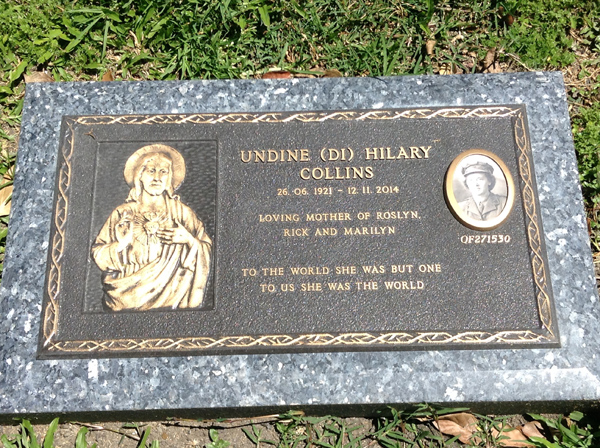 UNDINE (DI) HILARY
COLLINS
26. 06. 1921 - 12. 11. 2014
LOVING MOTHER OF ROSLYN,
RICK AND MARILYN
QF271530
TO THE WORLD SHE WAS BUT ONE
TO US SHE WAS THE WORLD